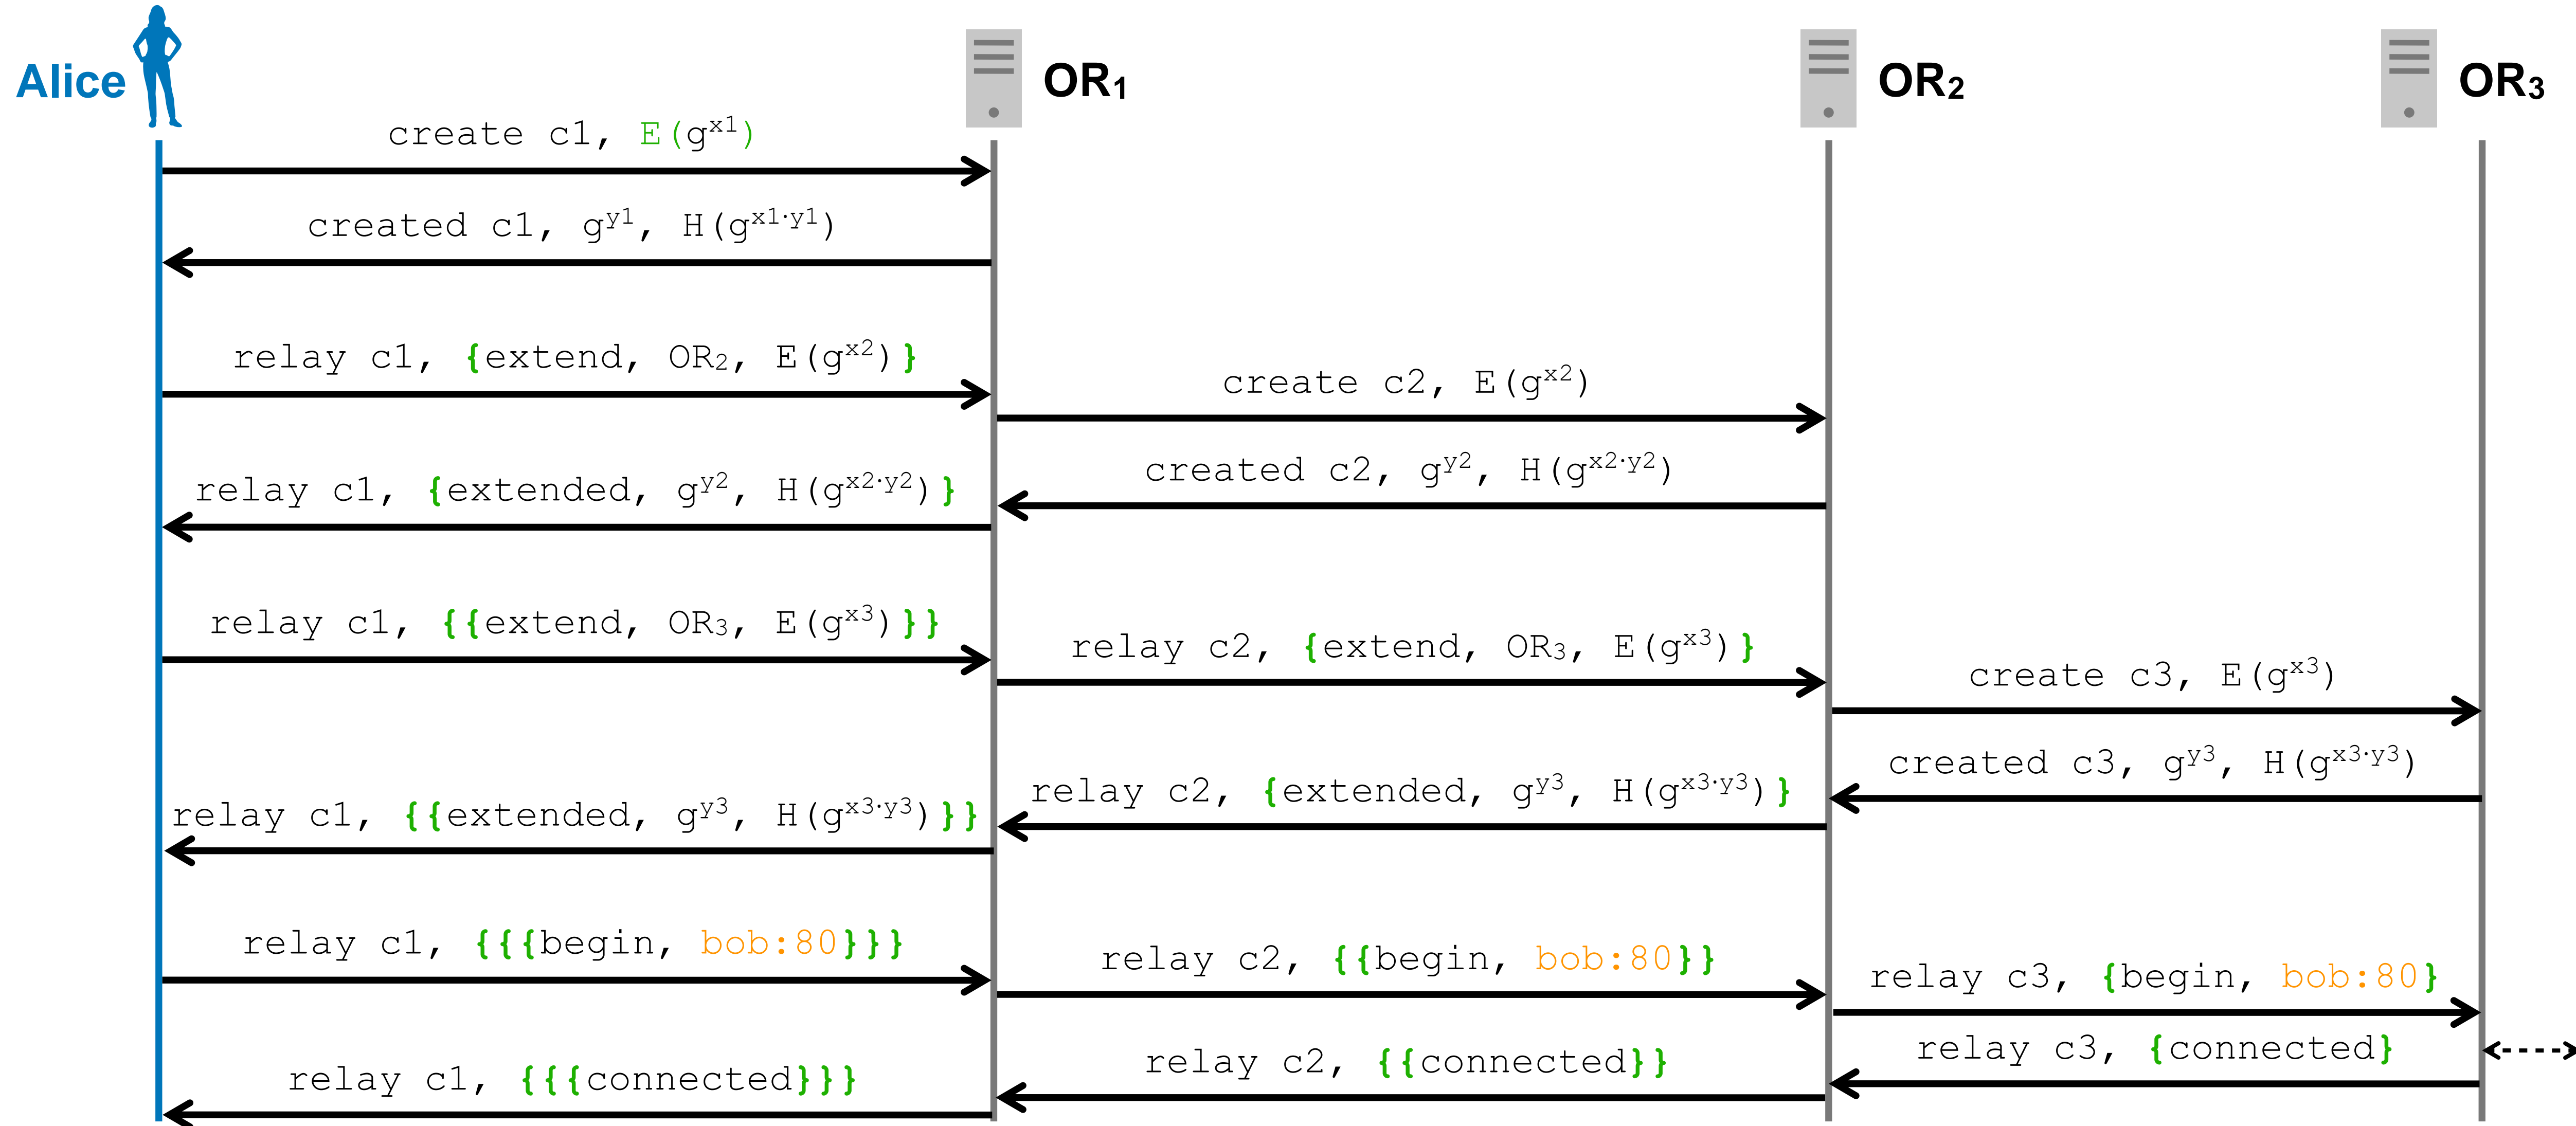 Alice
OR₁
OR₂
OR₃
create c1, E(gˣ¹)
created c1, gʸ¹, H(gˣ¹·ʸ¹)
relay c1, {extend, OR₂, E(gˣ²)}
create c2, E(gˣ²)
created c2, gʸ², H(gˣ²·ʸ²)
relay c1, {extended, gʸ², H(gˣ²·ʸ²)}
relay c1, {{extend, OR₃, E(gˣ³)}}
relay c2, {extend, OR₃, E(gˣ³)}
create c3, E(gˣ³)
created c3, gʸ³, H(gˣ³·ʸ³)
relay c2, {extended, gʸ³, H(gˣ³·ʸ³)}
relay c1, {{extended, gʸ³, H(gˣ³·ʸ³)}}
relay c1, {{{begin, bob:80}}}
relay c2, {{begin, bob:80}}
relay c3, {begin, bob:80}
relay c3, {connected}
relay c2, {{connected}}
relay c1, {{{connected}}}